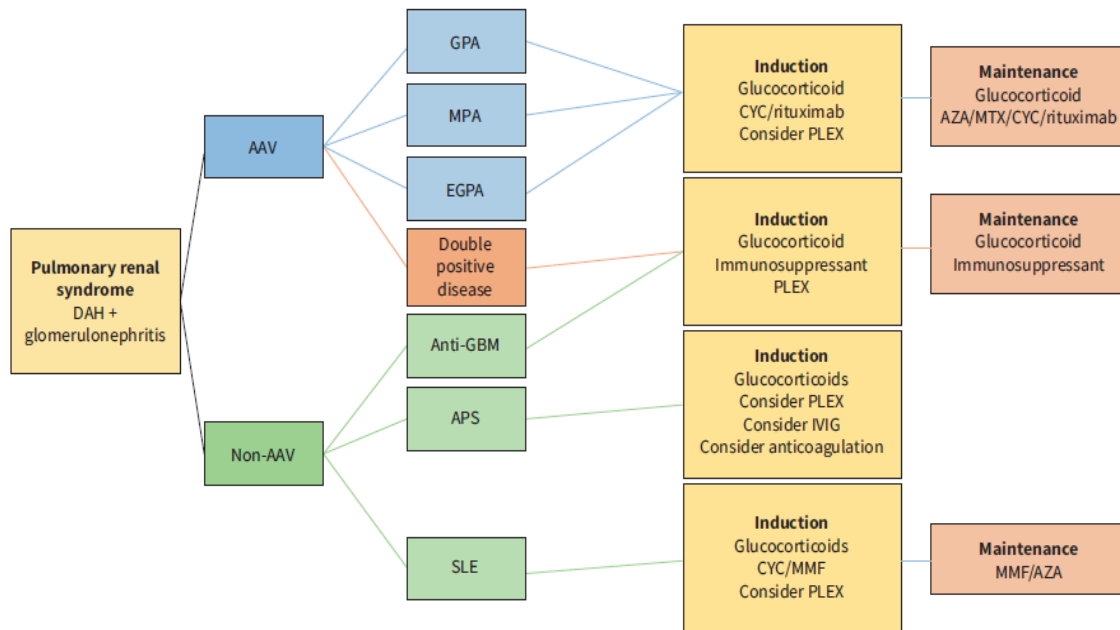 Pulmonary renal
syndrome
DAH +
glomerulonephritis
AAV
Non-AAV
GPA
MPA
EGPA
Double
positive
disease
Anti-GBM
APS
SLE
Induction
Glucocorticoid
CYC/rituximab
Consider PLEX
Induction
Glucocorticoid
Immunosuppressant
PLEX
Induction
Glucocorticoids
Consider PLEX
Consider IVIG
Consider anticoagulation
Induction
Glucocorticoids
CYC/MMF
Consider PLEX
Maintenance
Glucocorticoid
AZA/MTX/CYC/rituximab
Maintenance
Glucocorticoid
Immunosuppressant
Maintenance
MMF/AZA